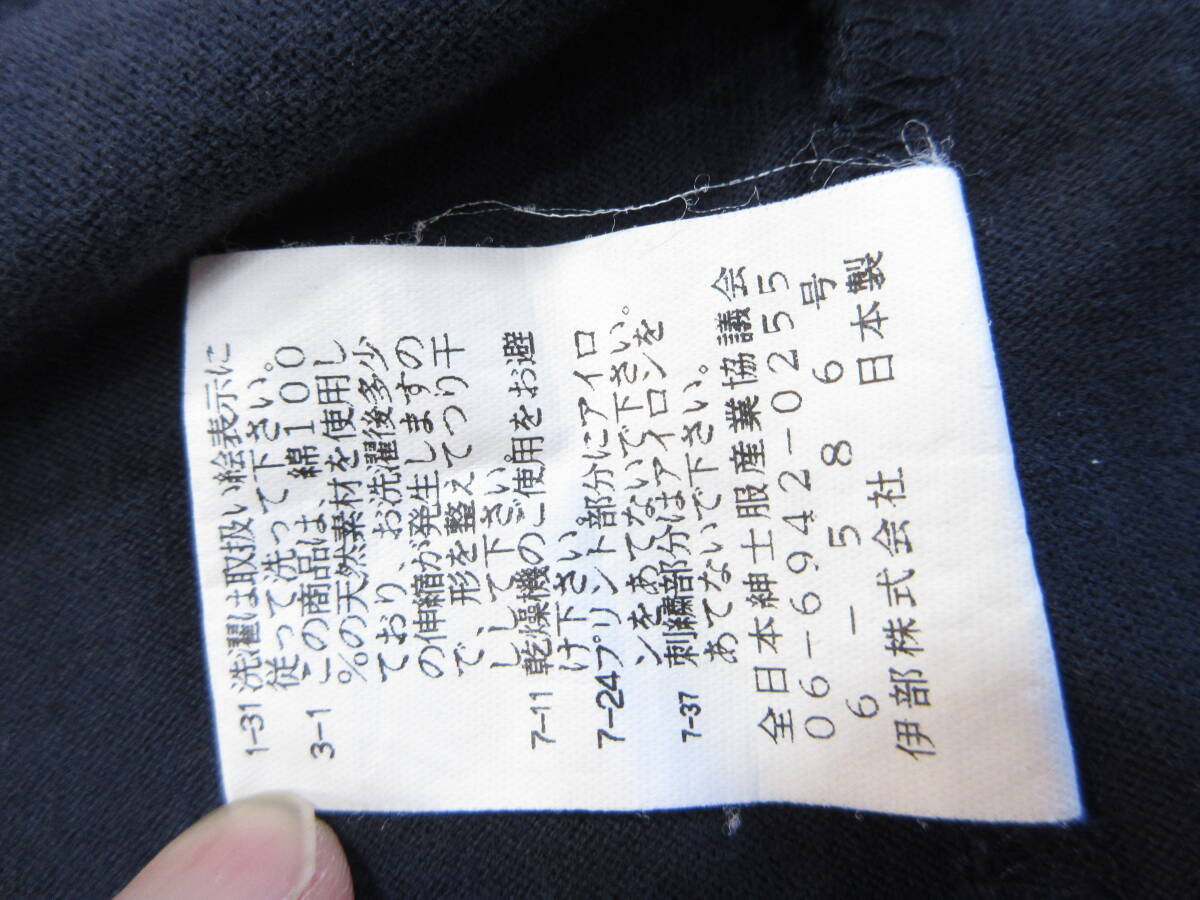 1-31 洗濯は取扱い絵表示に
従って洗って下さい。
3-1 この商品は、綿100
%の天然素材を使用し
ており、お洗濯後多少
の伸縮が発生しますの
で、形を整えてつり干
しして下さい。
7-11 乾燥機のご使用をお避
け下さい。
7-24 プリント部分にアイロ
ンをあてないで下さい。
7-37 刺繍部分はアイロンを
あてないで下さい。
全日本紳士服産業協議会
06-6942-0255
6-5886号
伊部株式会社 日本製